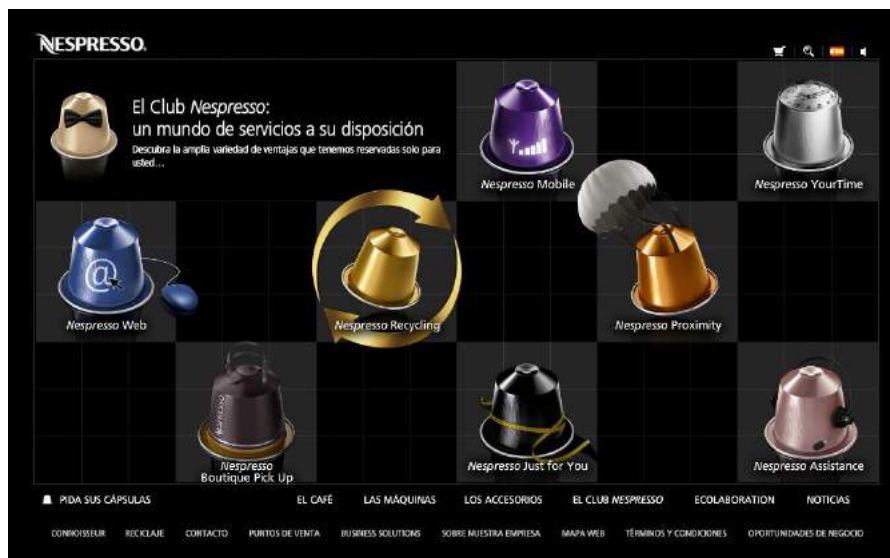 NESPRESSO.
El Club Nespresso:
un mundo de servicios a su disposición
Descubra la amplia variedad de ventajas que tenemos reservadas solo para
usted...
Nespresso Mobile
Nespresso YourTime
@
Nespresso Web
Nespresso Recycling
Nespresso Proximity
NESPRESSO
Nespresso
Boutique Pick Up
Nespresso Just for You
Nespresso Assistance
PIDA SUS CÁPSULAS EL CAFÉ LAS MÁQUINAS LOS ACCESORIOS EL CLUB NESPRESSO ECOLABORATION NOTICIAS
CONNOISSEUR RECICLAJE CONTACTO PUNTOS DE VENTA BUSINESS SOLUTIONS SOBRE NUESTRA EMPRESA MAPA WEB TÉRMINOS Y CONDICIONES OPORTUNIDADES DE NEGOCIO